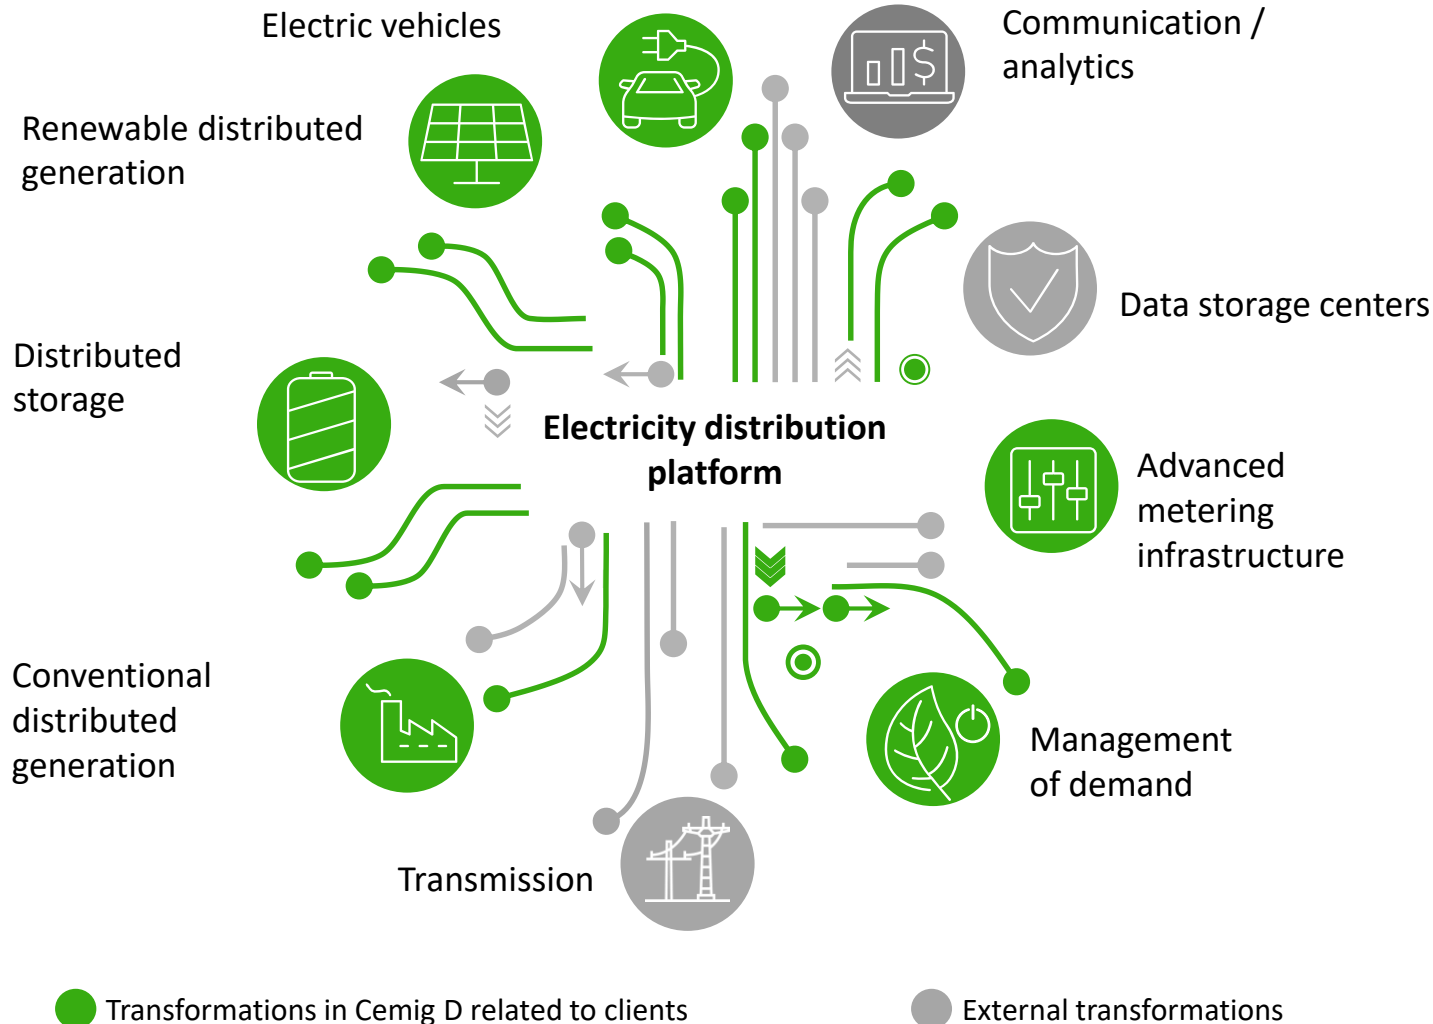 Electric vehicles
Communication /
analytics
Renewable distributed
generation
Data storage centers
Distributed
storage
Electricity distribution
platform
Advanced
metering
infrastructure
Conventional
distributed
generation
Management
of demand
Transmission
Transformations in Cemig D related to clients
External transformations